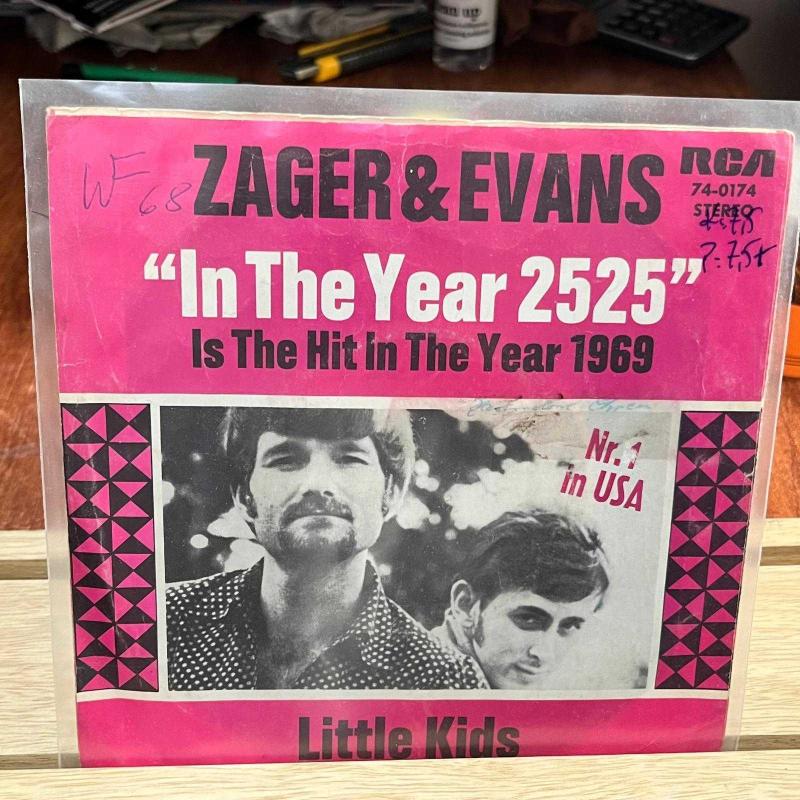 WF
68
ZAGER & EVANS
RCA
74-0174
STEREO
"In The Year 2525"
Is The Hit In The Year 1969
Nr. 1
in USA
Little Kids